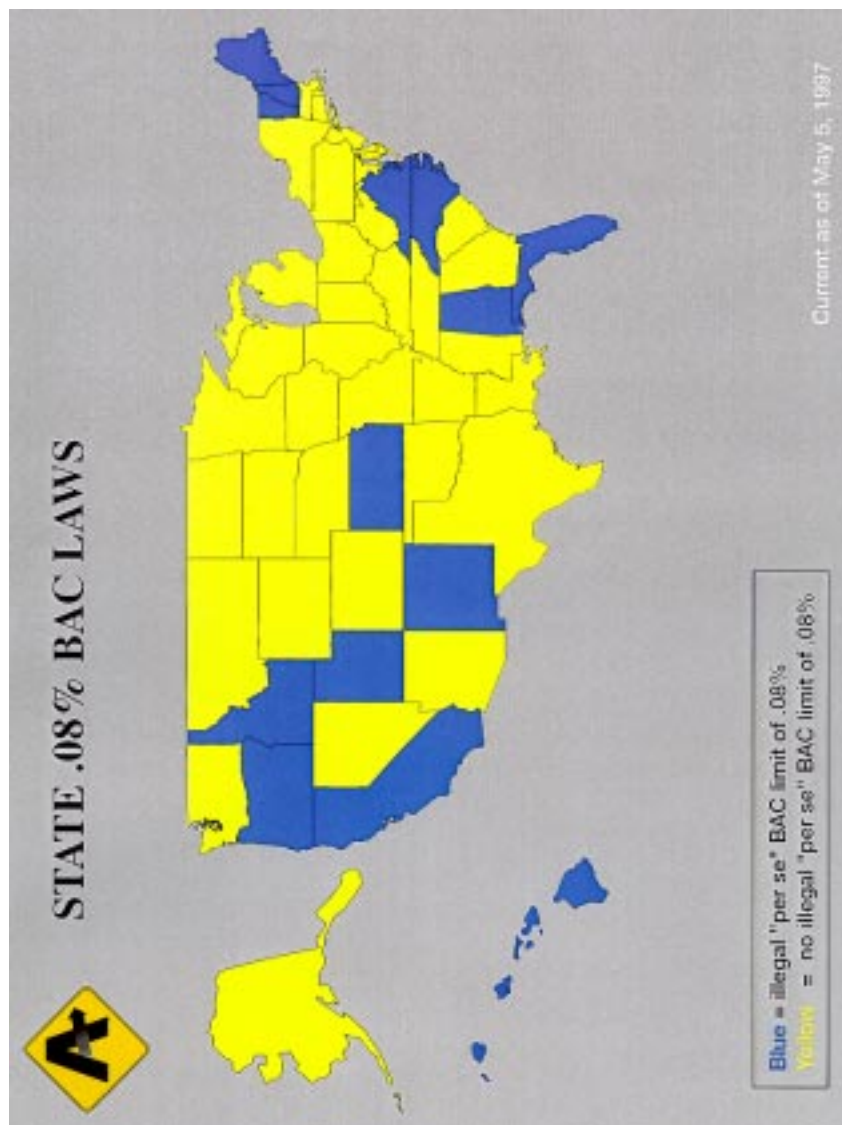 STATE .08% BAC LAWS
Blue = illegal "per se" BAC limit of .08%
Yellow = no illegal "per se" BAC limit of .08%
Current as of May 5, 1997